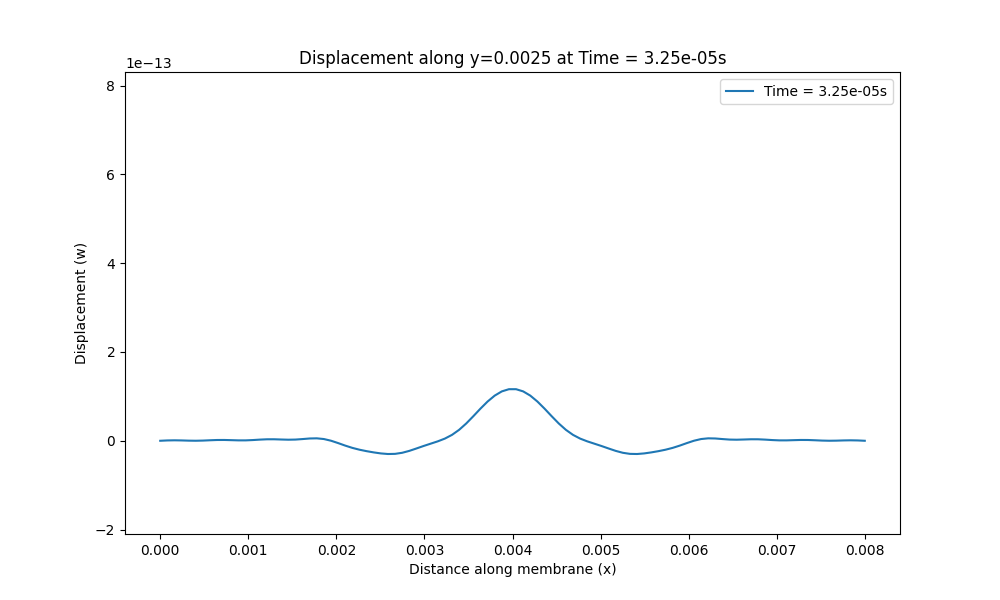 Displacement along y=0.0025 at Time = 3.25e-05
1e−13
Time = 3.25e-05s
8
6
4
2
0
−2
Displacement (w)
0.000 0.001 0.002 0.003 0.004 0.005 0.006 0.007 0.008
Distance along membrane (x)